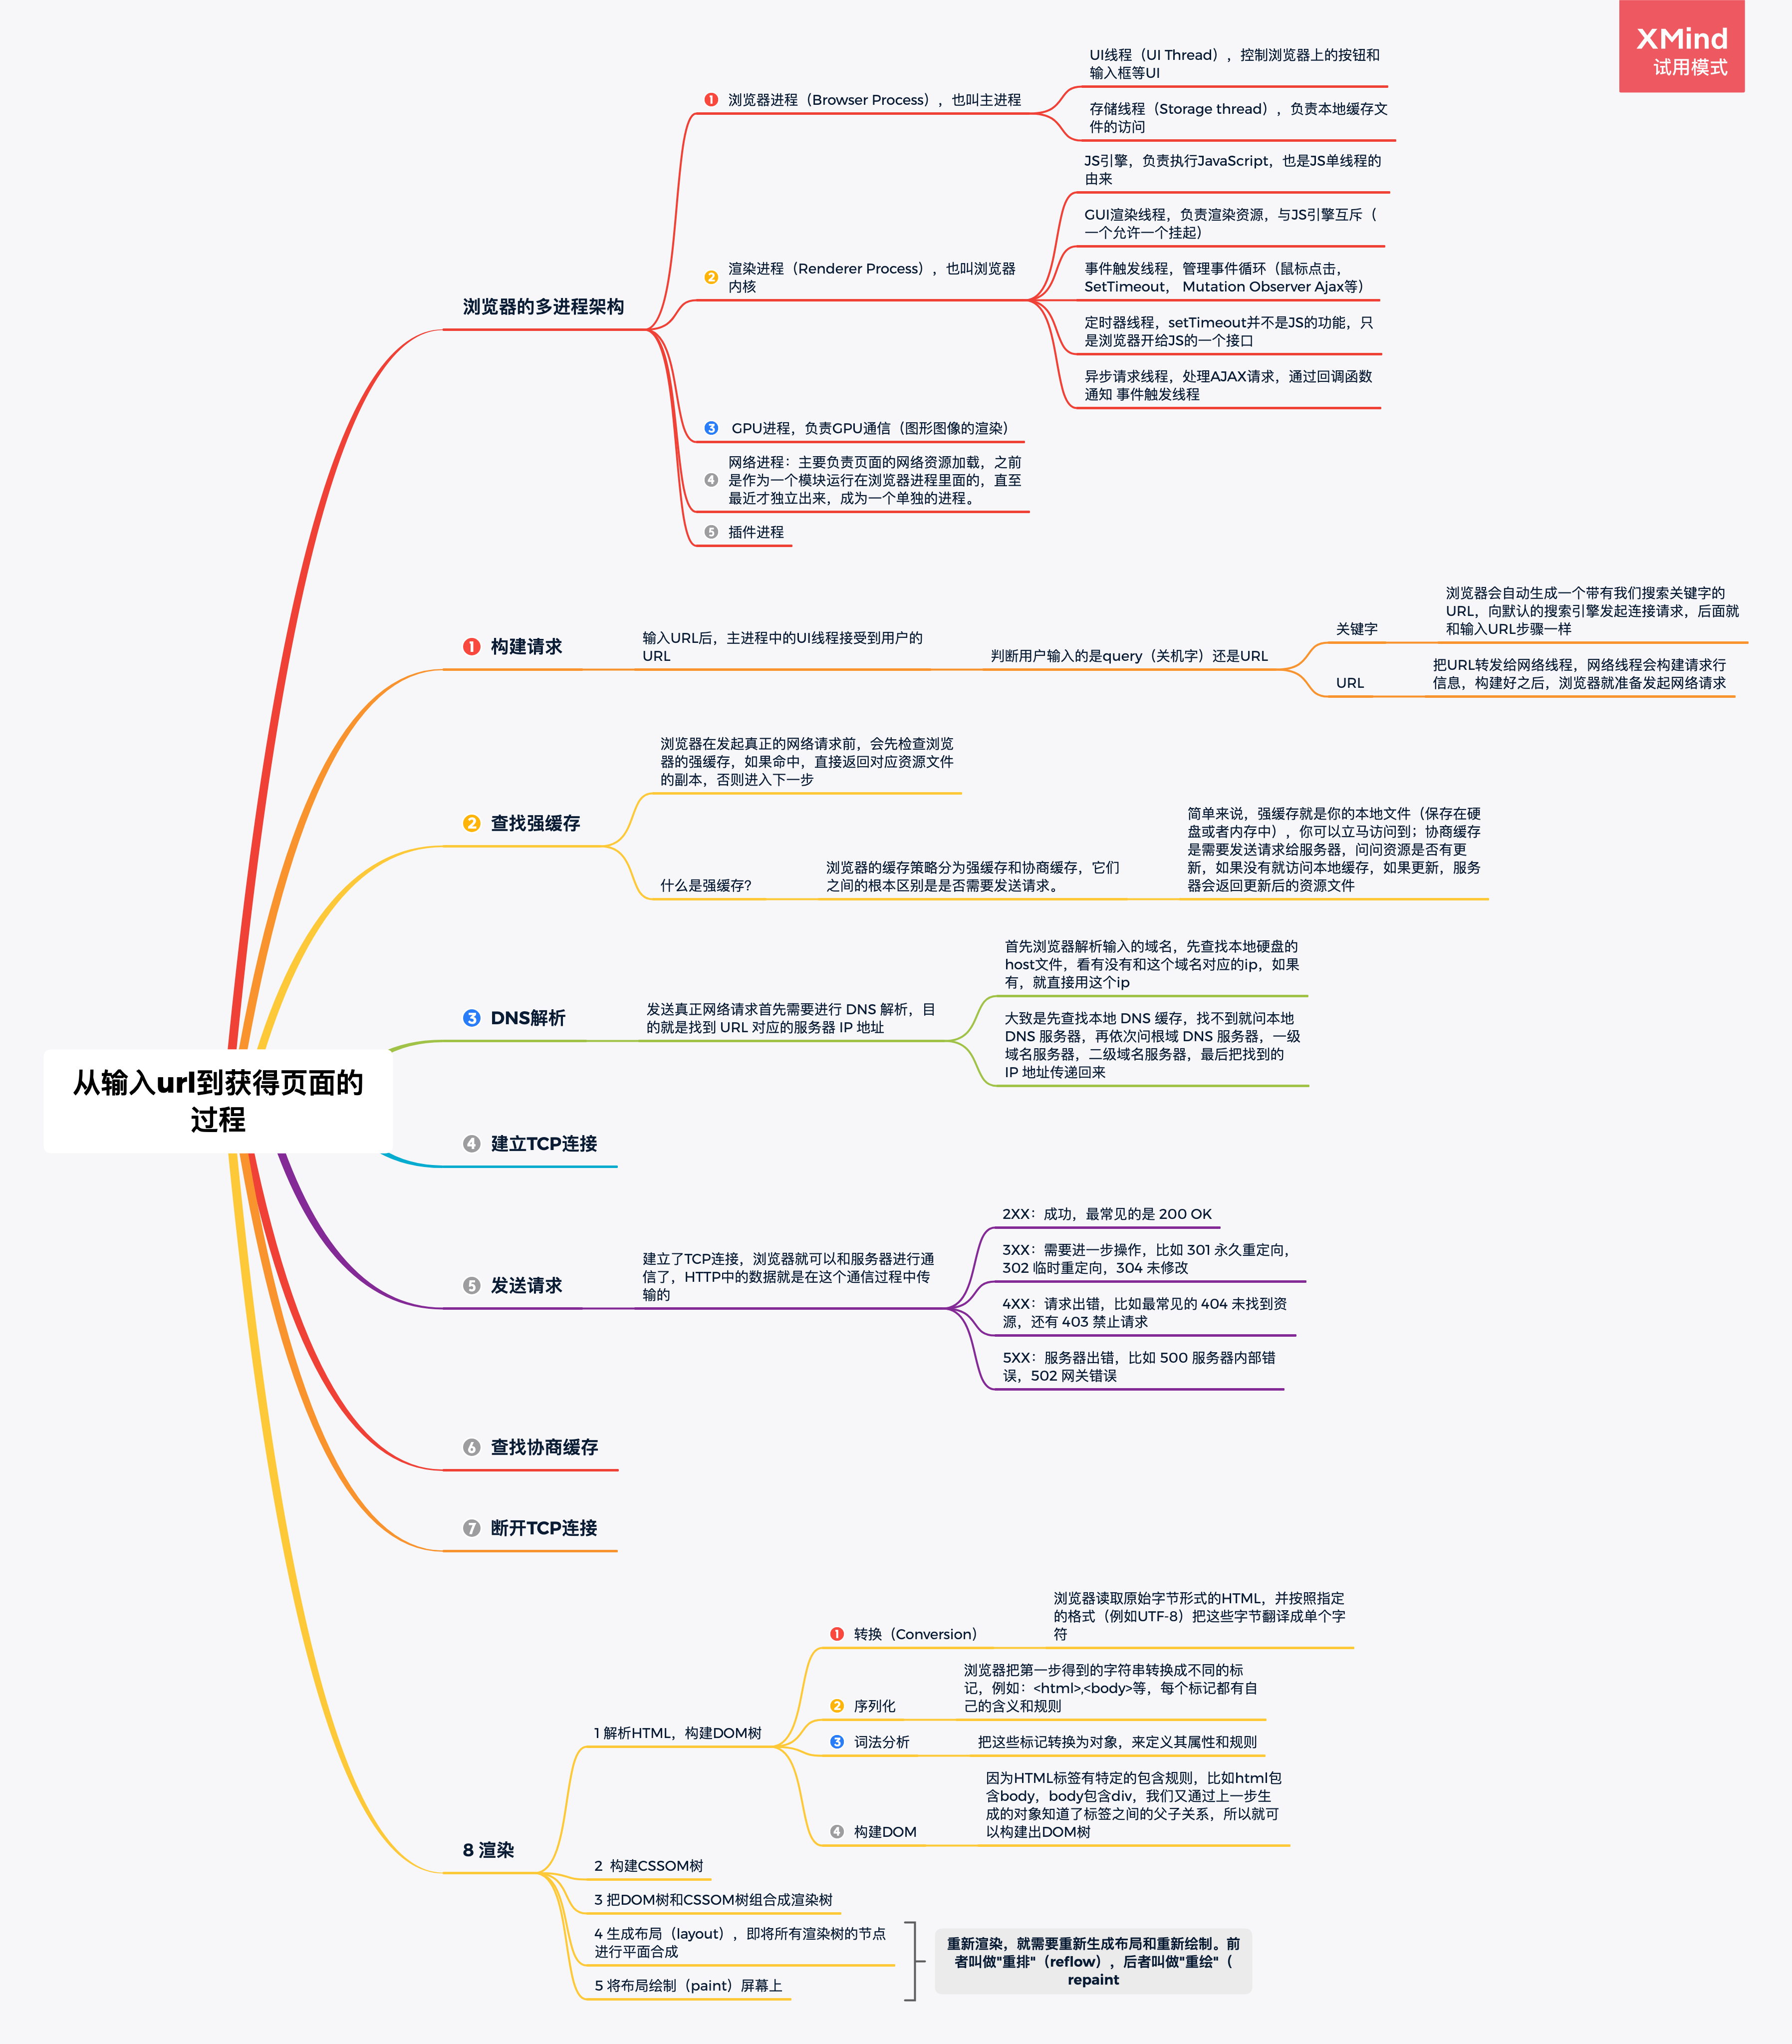 XMind
试用模式
从输入url到获得页面的
过程
浏览器的多进程架构
1 浏览器进程（Browser Process），也叫主进程
UI线程（UI Thread），控制浏览器上的按钮和
输入框等UI
存储线程（Storage thread），负责本地缓存文
件的访问
2 渲染进程（Renderer Process），也叫浏览器
内核
JS引擎，负责执行JavaScript，也是JS单线程的
由来
GUI渲染线程，负责渲染资源，与JS引擎互斥（
一个允许一个挂起）
事件触发线程，管理事件循环（鼠标点击，
SetTimeout， Mutation Observer Ajax等）
定时器线程，setTimeout并不是JS的功能，只
是浏览器开给JS的一个接口
异步请求线程，处理AJAX请求，通过回调函数
通知 事件触发线程
3 GPU进程，负责GPU通信（图形图像的渲染）
4 网络进程：主要负责页面的网络资源加载，之前
是作为一个模块运行在浏览器进程里面的，直至
最近才独立出来，成为一个单独的进程。
5 插件进程
1 构建请求
输入URL后，主进程中的UI线程接受到用户的
URL
判断用户输入的是query（关机字）还是URL
关键字
浏览器会自动生成一个带有我们搜索关键字的
URL，向默认的搜索引擎发起连接请求，后面就
和输入URL步骤一样
URL
把URL转发给网络线程，网络线程会构建请求行
信息，构建好之后，浏览器就准备发起网络请求
2 查找强缓存
浏览器在发起真正的网络请求前，会先检查浏览
器的强缓存，如果命中，直接返回对应资源文件
的副本，否则进入下一步
什么是强缓存？
浏览器的缓存策略分为强缓存和协商缓存，它们
之间的根本区别是是否需要发送请求。
简单来说，强缓存就是你的本地文件（保存在硬
盘或者内存中），你可以立马访问到；协商缓存
是需要发送请求给服务器，问问资源是否有更
新，如果没有就访问本地缓存，如果更新，服务
器会返回更新后的资源文件
3 DNS解析
发送真正网络请求首先需要进行 DNS 解析，目
的就是找到 URL 对应的服务器 IP 地址
首先浏览器解析输入的域名，先查找本地硬盘的
host文件，看有没有和这个域名对应的ip，如果
有，就直接用这个ip
大致是先查找本地 DNS 缓存，找不到就问本地
DNS 服务器，再依次问根域 DNS 服务器，一级
域名服务器，二级域名服务器，最后把找到的
IP 地址传递回来
4 建立TCP连接
5 发送请求
建立了TCP连接，浏览器就可以和服务器进行通
信了，HTTP中的数据就是在这个通信过程中传
输的
2XX：成功，最常见的是 200 OK
3XX：需要进一步操作，比如 301 永久重定向，
302 临时重定向，304 未修改
4XX：请求出错，比如最常见的 404 未找到资
源，还有 403 禁止请求
5XX：服务器出错，比如 500 服务器内部错
误，502 网关错误
6 查找协商缓存
7 断开TCP连接
8 渲染
1 解析HTML，构建DOM树
1 转换（Conversion）
浏览器读取原始字节形式的HTML，并按照指定
的格式（例如UTF-8）把这些字节翻译成单个字
符
2 序列化
浏览器把第一步得到的字符串转换成不同的标
记，例如：<html>,<body>等，每个标记都有自
己的含义和规则
3 词法分析
把这些标记转换为对象，来定义其属性和规则
4 构建DOM
因为HTML标签有特定的包含规则，比如html包
含body，body包含div，我们又通过上一步生
成的对象知道了标签之间的父子关系，所以就可
以构建出DOM树
2 构建CSSOM树
3 把DOM树和CSSOM树组合成渲染树
4 生成布局（layout），即将所有渲染树的节点
进行平面合成
5 将布局绘制（paint）屏幕上
重新渲染，就需要重新生成布局和重新绘制。前
者叫做"重排"（reflow），后者叫做"重绘"（
repaint